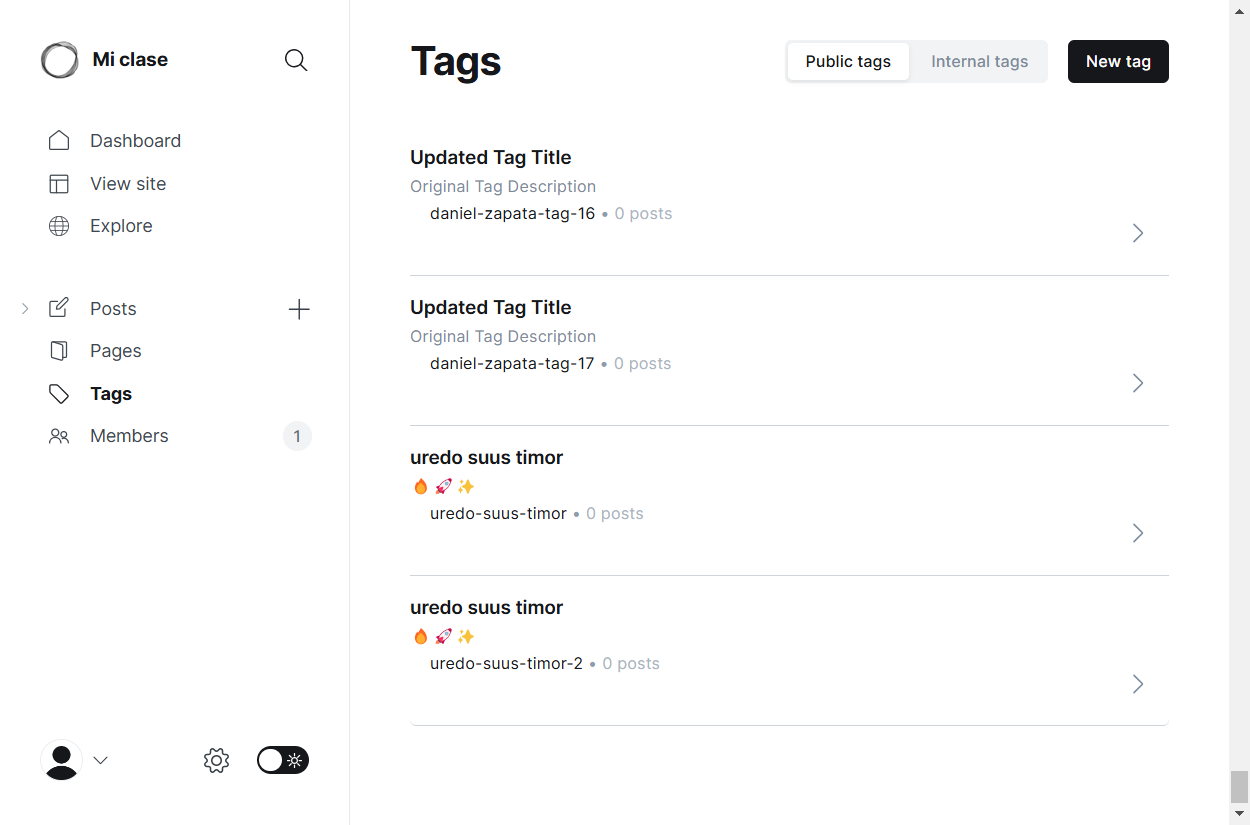 Mi clase
Dashboard
View site
Explore
Posts
Pages
Tags
Members
1
Tags
Public tags
Internal tags
New tag
Updated Tag Title
Original Tag Description
daniel-zapata-tag-16 • 0 posts
Updated Tag Title
Original Tag Description
daniel-zapata-tag-17 • 0 posts
uredo suus timor
🔥 🚀 ✨
uredo-suus-timor • 0 posts
uredo suus timor
🔥 🚀 ✨
uredo-suus-timor-2 • 0 posts